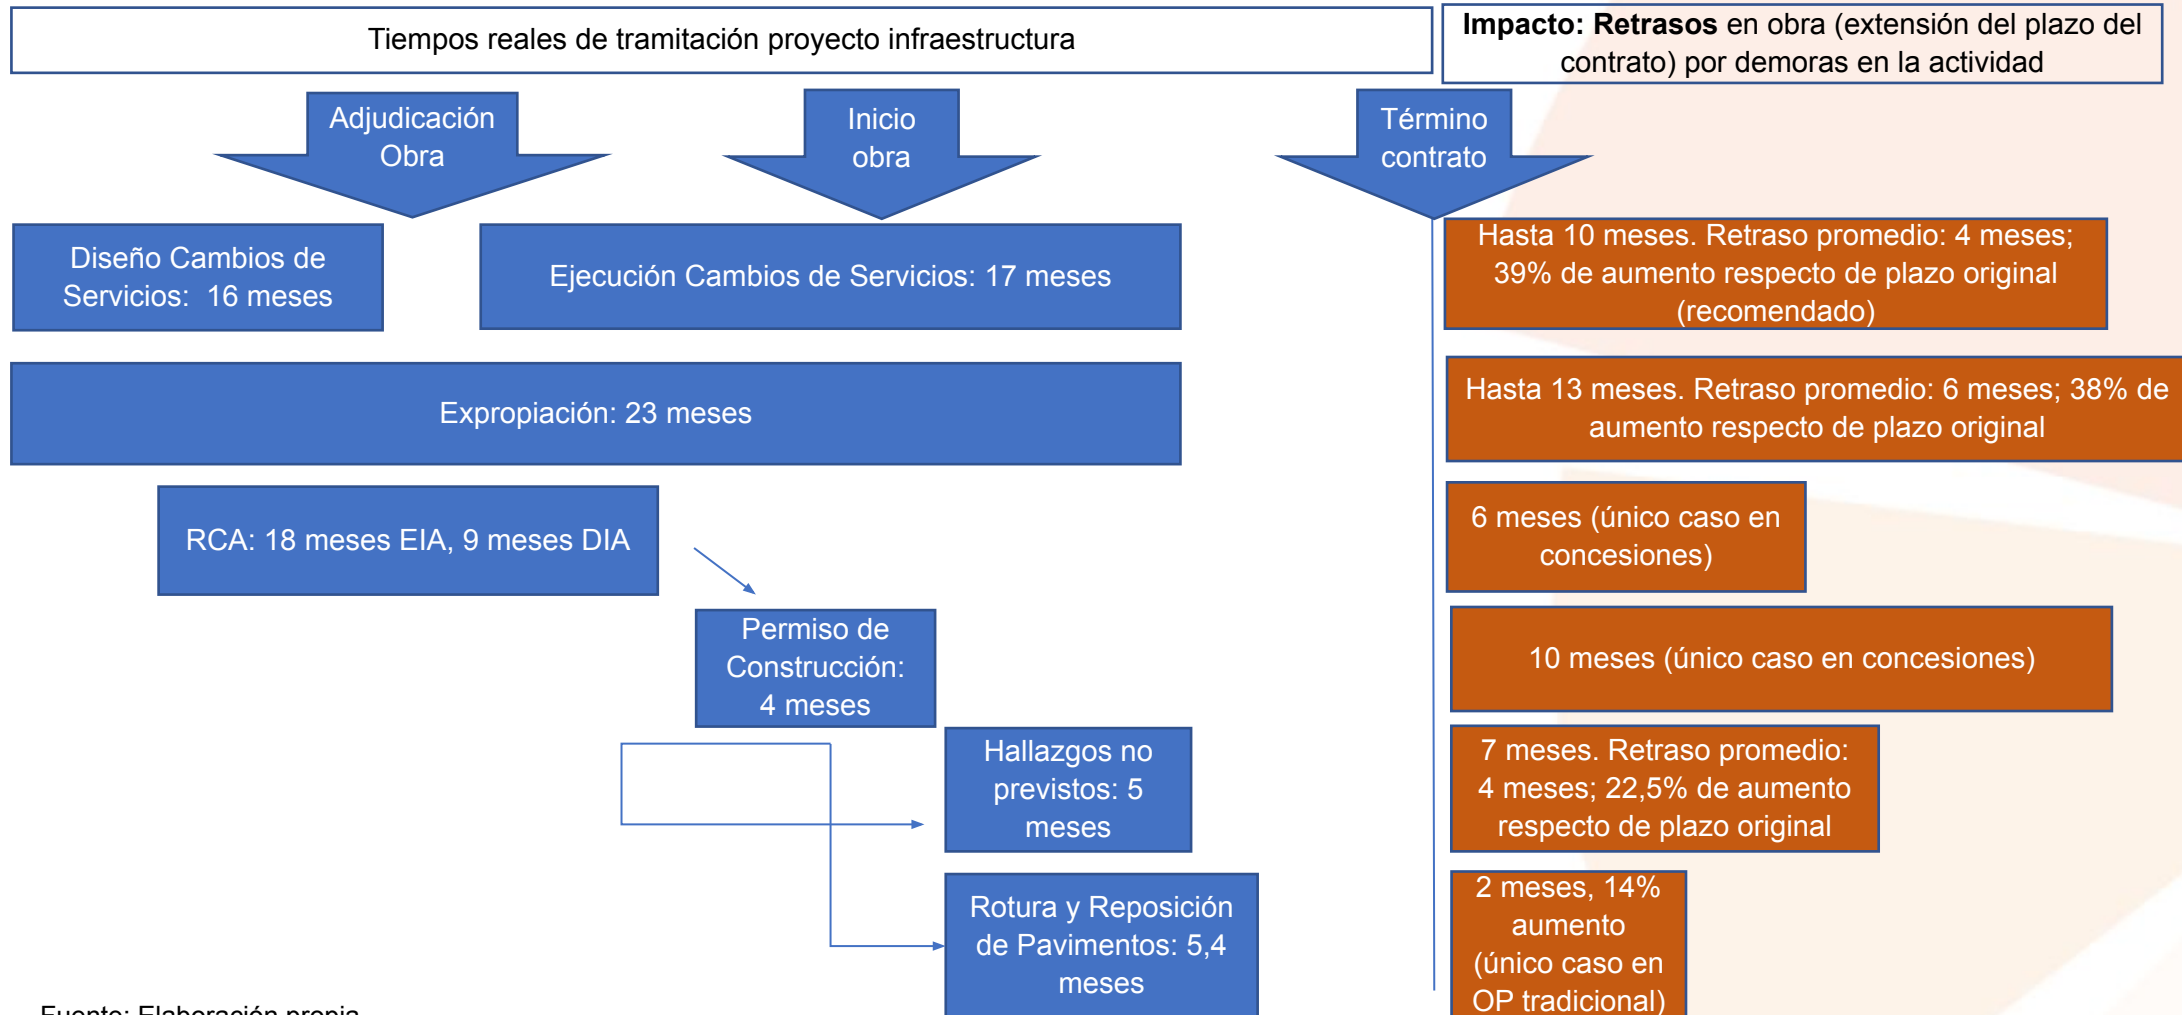 Tiempos reales de tramitación proyecto infraestructura
Impacto: Retrasos en obra (extensión del plazo del
contrato) por demoras en la actividad
Adjudicación
Obra
Inicio
obra
Término
contrato
Diseño Cambios de
Servicios: 16 meses
Ejecución Cambios de Servicios: 17 meses
Hasta 10 meses. Retraso promedio: 4 meses;
39% de aumento respecto de plazo original
(recomendado)
Expropiación: 23 meses
Hasta 13 meses. Retraso promedio: 6 meses; 38% de
aumento respecto de plazo original
RCA: 18 meses EIA, 9 meses DIA
6 meses (único caso en
concesiones)
Permiso de
Construcción:
4 meses
10 meses (único caso en concesiones)
Hallazgos no
previstos: 5
meses
7 meses. Retraso promedio:
4 meses; 22,5% de aumento
respecto de plazo original
Rotura y Reposición
de Pavimentos: 5,4
meses
2 meses, 14%
aumento
(único caso en
OP tradicional)
Fuente: Elaboración propia